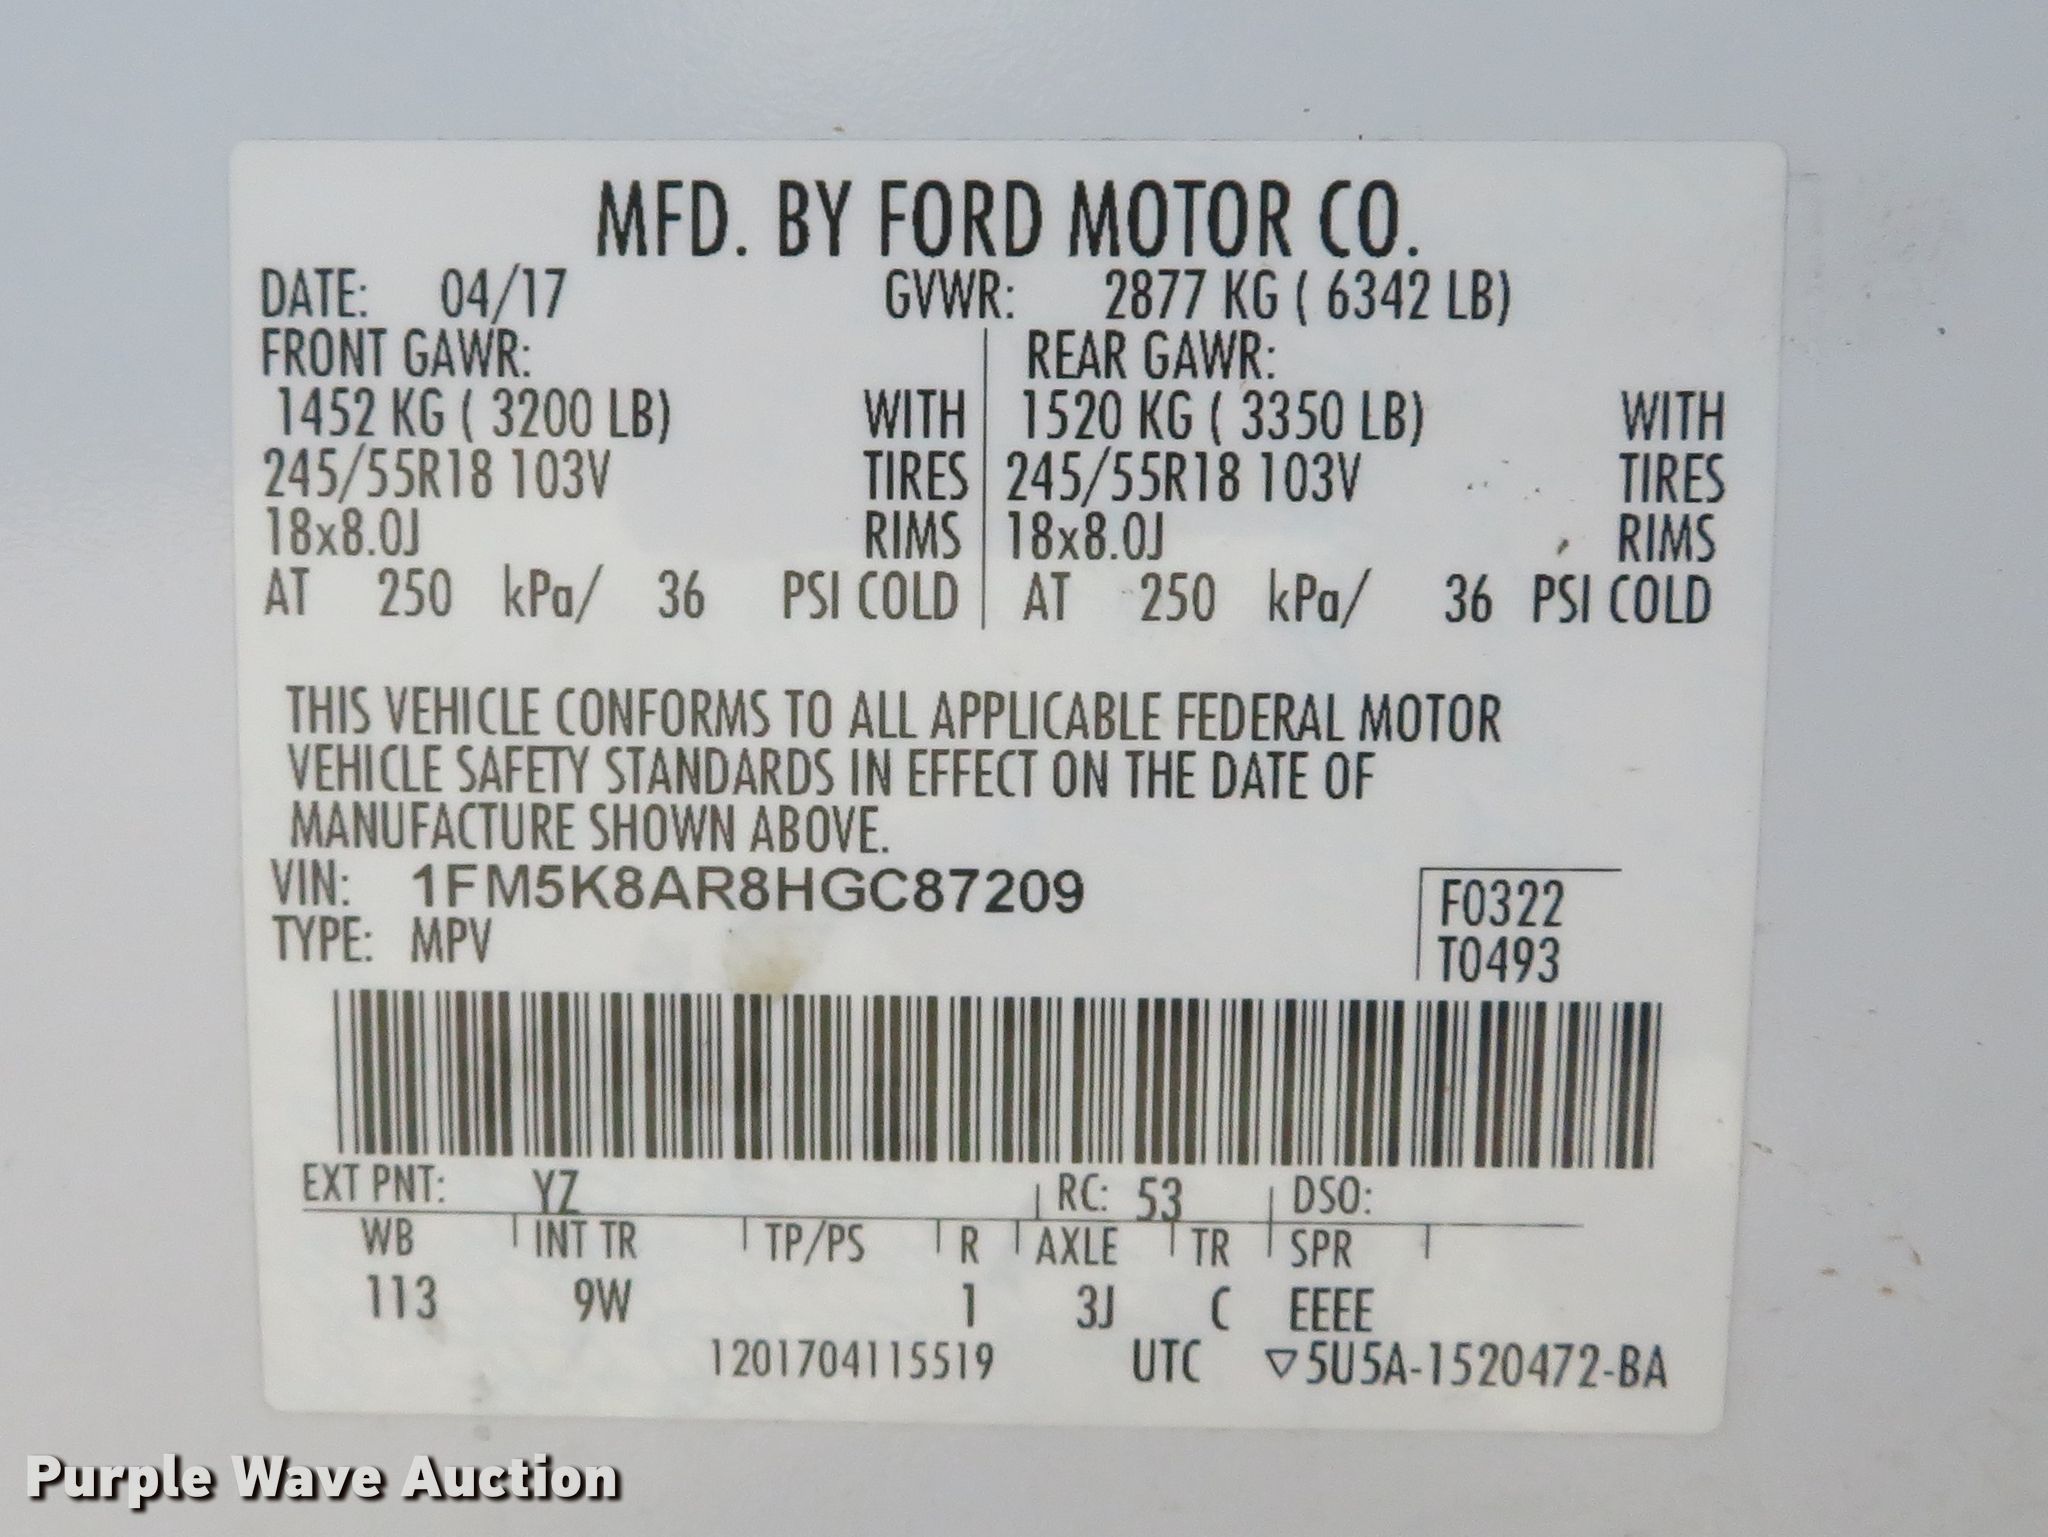 MFD. BY FORD MOTOR CO.
DATE: 04/17 GVWR: 2877 KG ( 6342 LB)
FRONT GAWR: REAR GAWR:
1452 KG ( 3200 LB) WITH 1520 KG ( 3350 LB) WITH
245/55R18 103V TIRES 245/55R18 103V TIRES
18x8.0J RIMS 18x8.0J RIMS
AT 250 kPa/ 36 PSI COLD AT 250 kPa/ 36 PSI COLD
THIS VEHICLE CONFORMS TO ALL APPLICABLE FEDERAL MOTOR
VEHICLE SAFETY STANDARDS IN EFFECT ON THE DATE OF
MANUFACTURE SHOWN ABOVE.
VIN: 1FM5K8AR8HGC87209 F0322
TYPE: MPV T0493
EXT PNT: YZ RC: 53 DSO:
WB INT TR TP/PS R AXLE TR SPR
113 9W 1 3J C EEEE
1201704115519 UTC ▽5U5A-1520472-BA
Purple Wave Auction